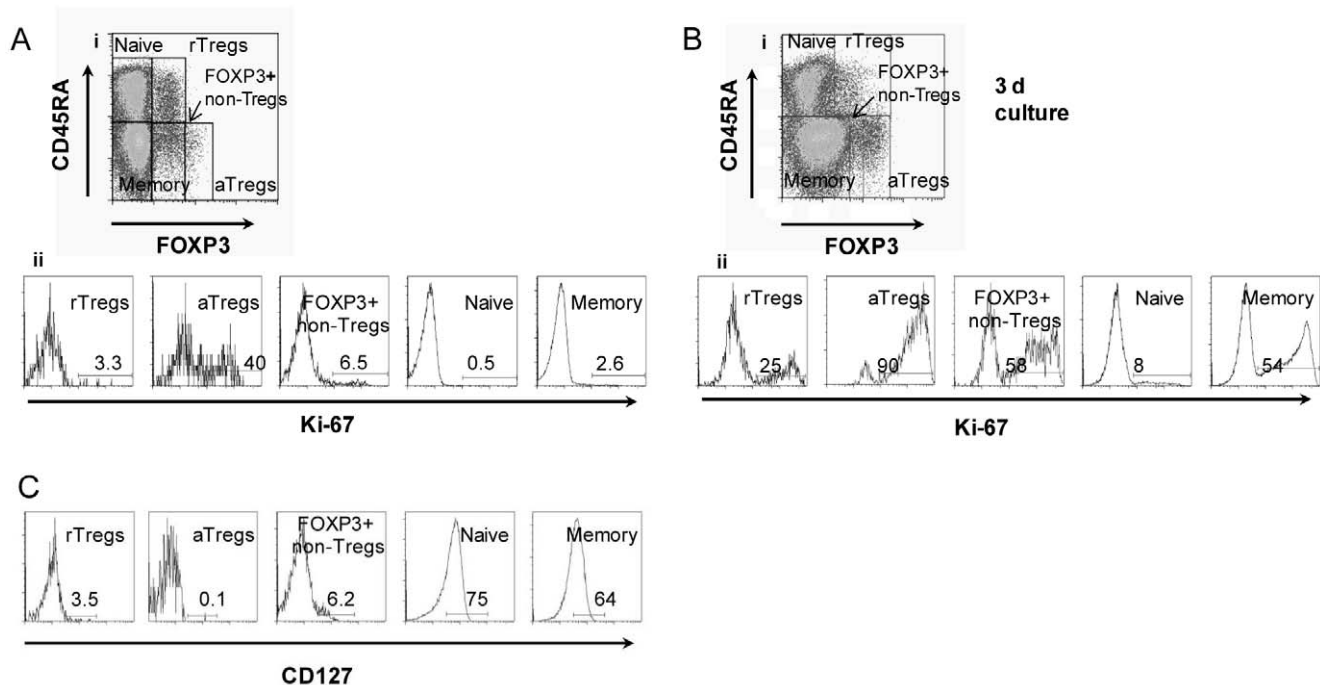 A
i
Naive rTregs
FOXP3+
non-Tregs
CD45RA
Memory aTregs
FOXP3
ii
rTregs
3.3
aTregs
40
FOXP3+
non-Tregs
6.5
Naive
0.5
Memory
2.6
Ki-67
B
i
Naive rTregs
FOXP3+
non-Tregs
CD45RA
Memory aTregs
FOXP3
3 d
culture
ii
rTregs
25
aTregs
90
FOXP3+
non-Tregs
58
Naive
8
Memory
54
Ki-67
C
rTregs
3.5
aTregs
0.1
FOXP3+
non-Tregs
6.2
Naive
75
Memory
64
CD127